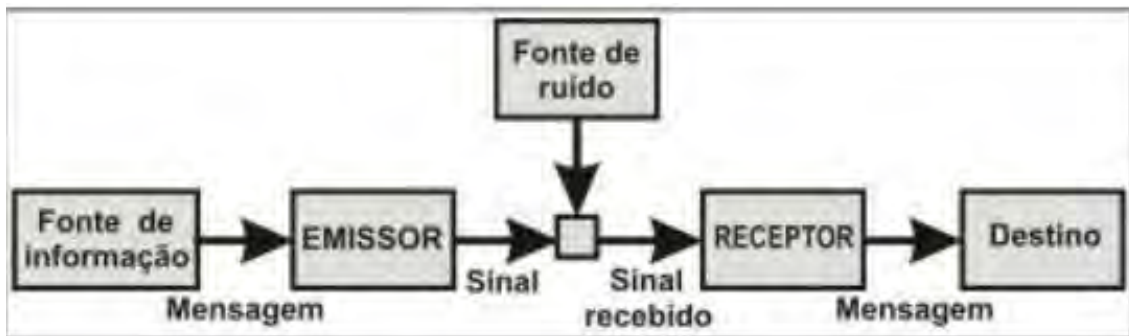 Fonte de
ruído
Fonte de
informação
EMISSOR
RECEPTOR
Destino
Mensagem
Sinal
Sinal
recebido
Mensagem